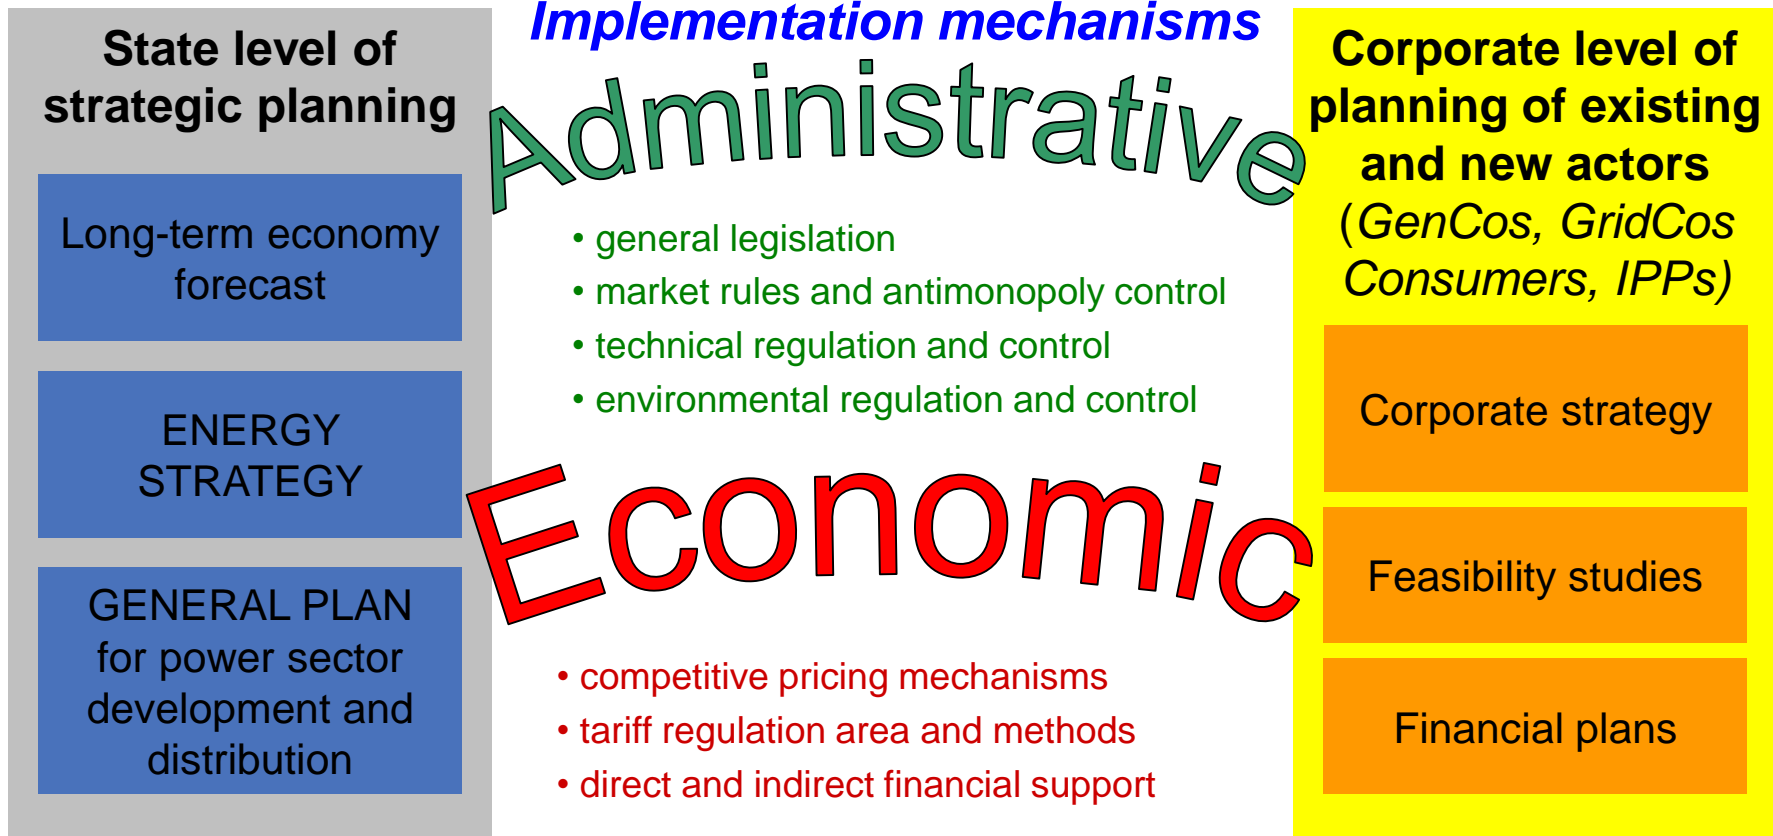 State level of
strategic planning
Long-term economy
forecast
ENERGY
STRATEGY
GENERAL PLAN
for power sector
development and
distribution
Implementation mechanisms
Administrative
• general legislation
• market rules and antimonopoly control
• technical regulation and control
• environmental regulation and control
Economic
• competitive pricing mechanisms
• tariff regulation area and methods
• direct and indirect financial support
Corporate level of
planning of existing
and new actors
(GenCos, GridCos
Consumers, IPPs)
Corporate strategy
Feasibility studies
Financial plans